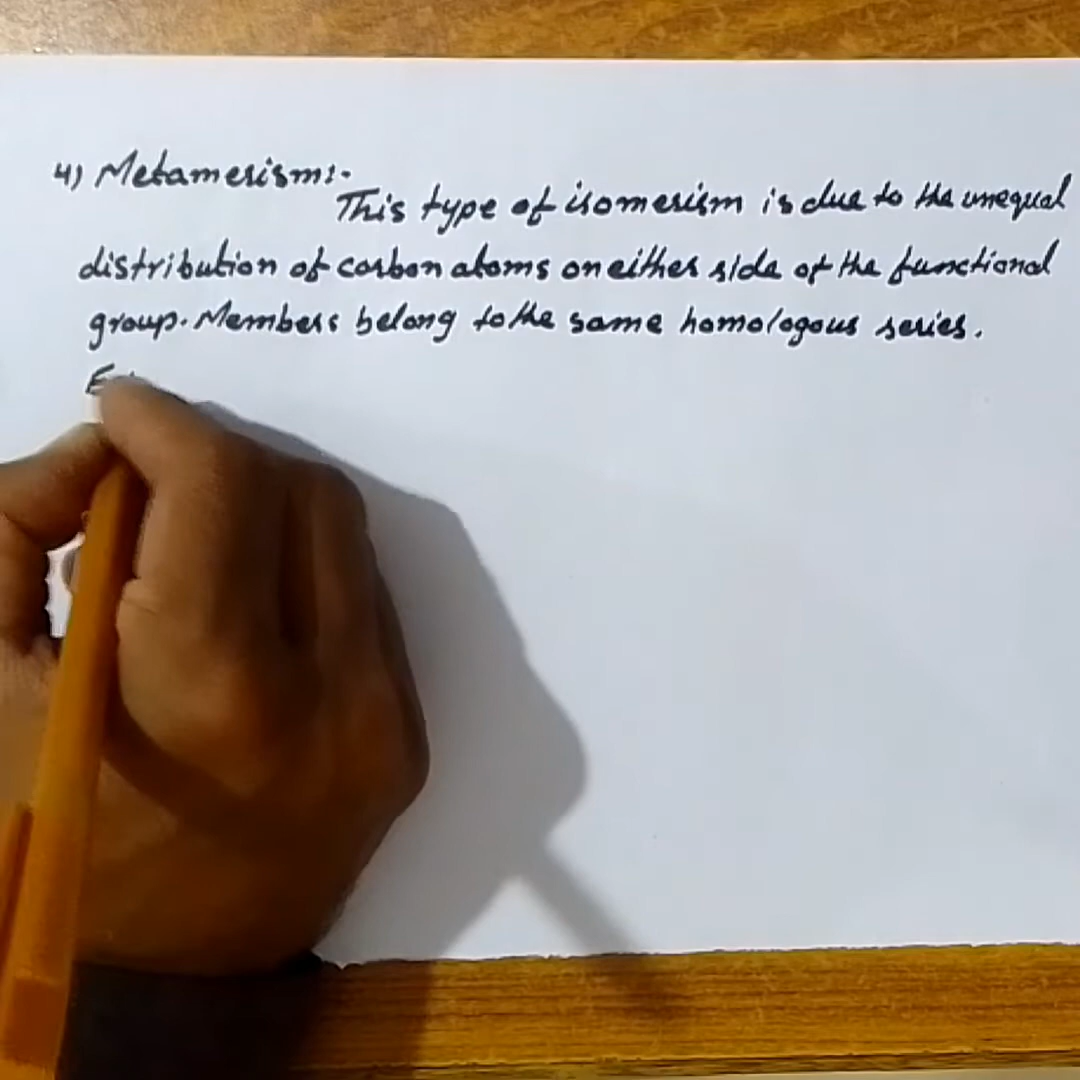 4) Metamerism:-
This type of isomerism is due to the unequal
distribution of carbon atoms on either side of the functional
group. Members belong to the same homologous series.